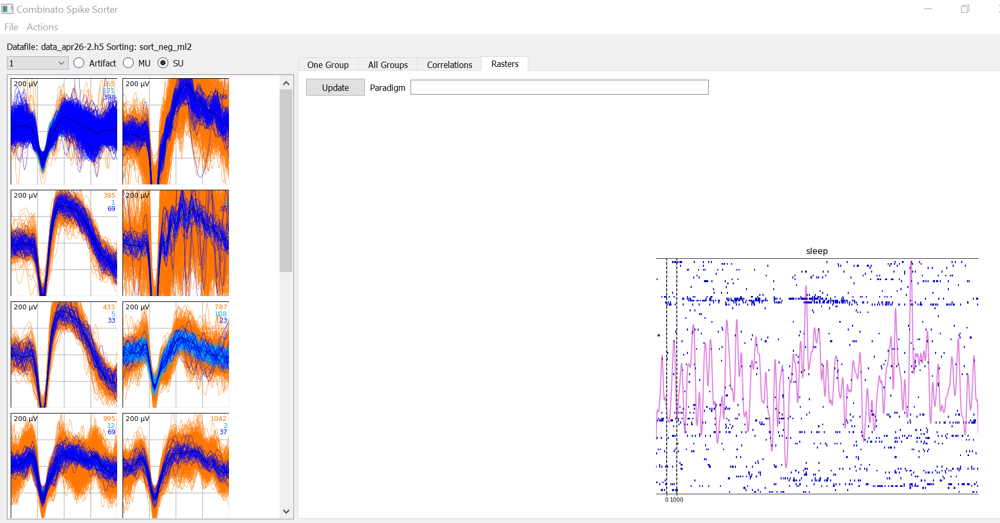 Combinato Spike Sorter
File Actions
Datafile: data_apr26-2.h5 Sorting: sort_neg_ml2
1 Artifact MU SU
One Group All Groups Correlations Rasters
Update Paradigm
200 µV 165
171
398
200 µV
99
200 µV 385
1
69
200 µV
35
200 µV 433
5
33
200 µV 787
108
23
200 µV 995
12
69
200 µV 1042
2
37
sleep
0 1000